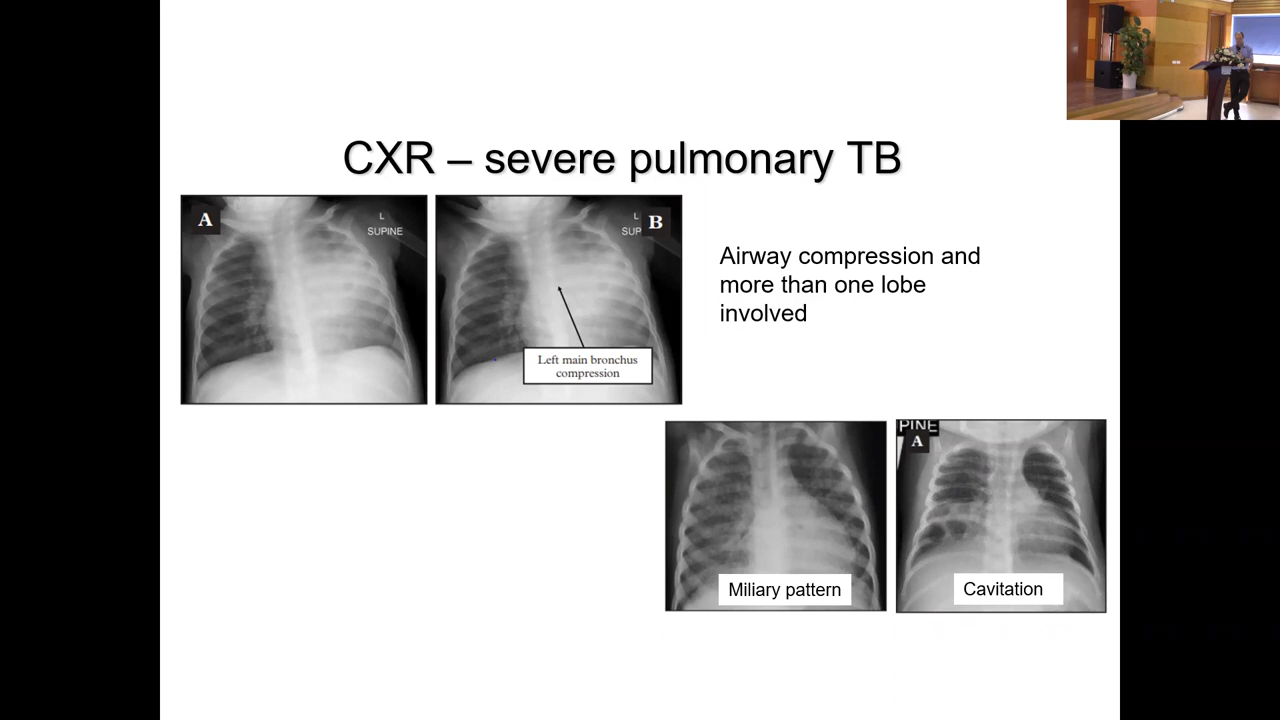 CXR – severe pulmonary TB
A
L
SUPINE
L
SUP
B
Left main bronchus
compression
Airway compression and
more than one lobe
involved
Miliary pattern
PINE
A
Cavitation